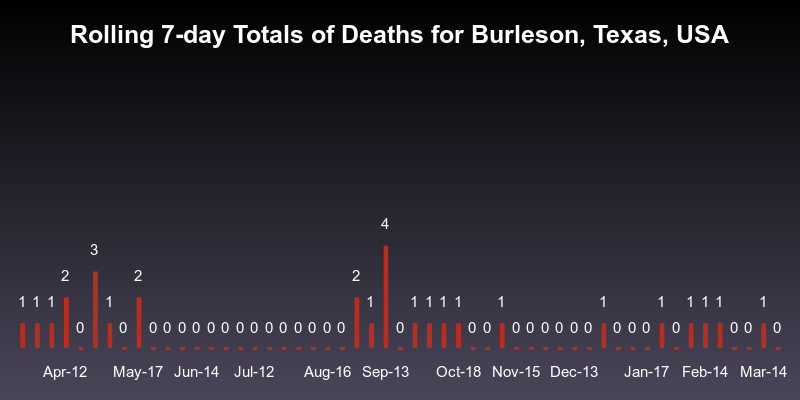 Rolling 7-day Totals of Deaths for Burleson, Texas, USA
1 1 1 2 0 3 1 0 2 0 0 0 0 0 0 0 0 0 0 0 0 0 0 2 1 4 0 1 1 1 1 0 0 1 0 0 0 0 0 0 1 0 0 0 1 0 1 1 1 0 0 1 0
Apr-12 May-17 Jun-14 Jul-12 Aug-16 Sep-13 Oct-18 Nov-15 Dec-13 Jan-17 Feb-14 Mar-14